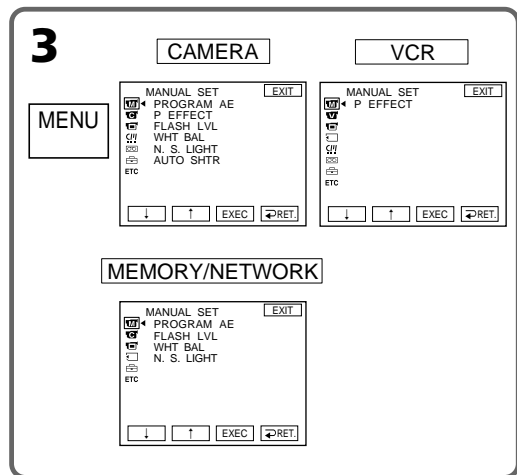 3
CAMERA
VCR
MENU
MANUAL SET EXIT
PROGRAM AE
P EFFECT
FLASH LVL
WHT BAL
N. S. LIGHT
AUTO SHTR
ETC
↓ ↑ EXEC RET.
MANUAL SET EXIT
P EFFECT
ETC
↓ ↑ EXEC RET.
MEMORY/NETWORK
MANUAL SET EXIT
PROGRAM AE
FLASH LVL
WHT BAL
N. S. LIGHT
ETC
↓ ↑ EXEC RET.